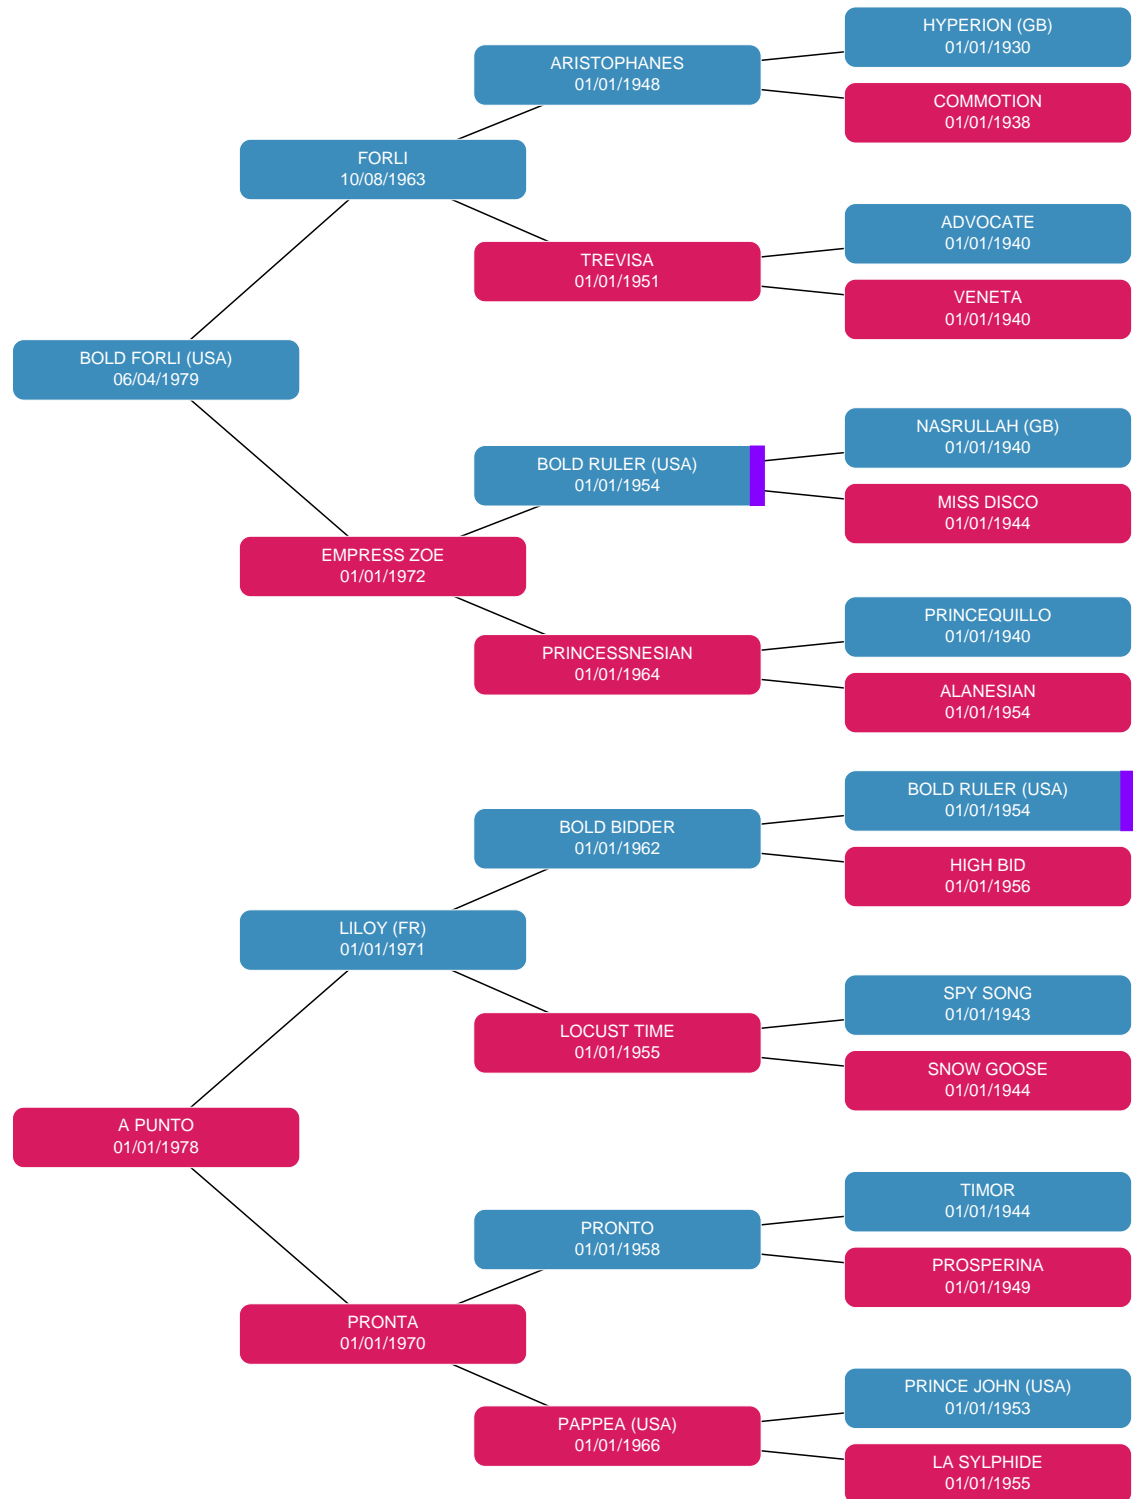 HYPERION (GB)
01/01/1930
ARISTOPHANES
01/01/1948
COMMOTION
01/01/1938
FORLI
10/08/1963
ADVOCATE
01/01/1940
TREVISA
01/01/1951
VENETA
01/01/1940
BOLD FORLI (USA)
06/04/1979
NASRULLAH (GB)
01/01/1940
BOLD RULER (USA)
01/01/1954
MISS DISCO
01/01/1944
EMPRESS ZOE
01/01/1972
PRINCEQUILLO
01/01/1940
PRINCESSNESIAN
01/01/1964
ALANESIAN
01/01/1954
BOLD RULER (USA)
01/01/1954
BOLD BIDDER
01/01/1962
HIGH BID
01/01/1956
LILOY (FR)
01/01/1971
SPY SONG
01/01/1943
LOCUST TIME
01/01/1955
SNOW GOOSE
01/01/1944
A PUNTO
01/01/1978
TIMOR
01/01/1944
PRONTO
01/01/1958
PROSPERINA
01/01/1949
PRONTA
01/01/1970
PRINCE JOHN (USA)
01/01/1953
PAPPEA (USA)
01/01/1966
LA SYLPHIDE
01/01/1955